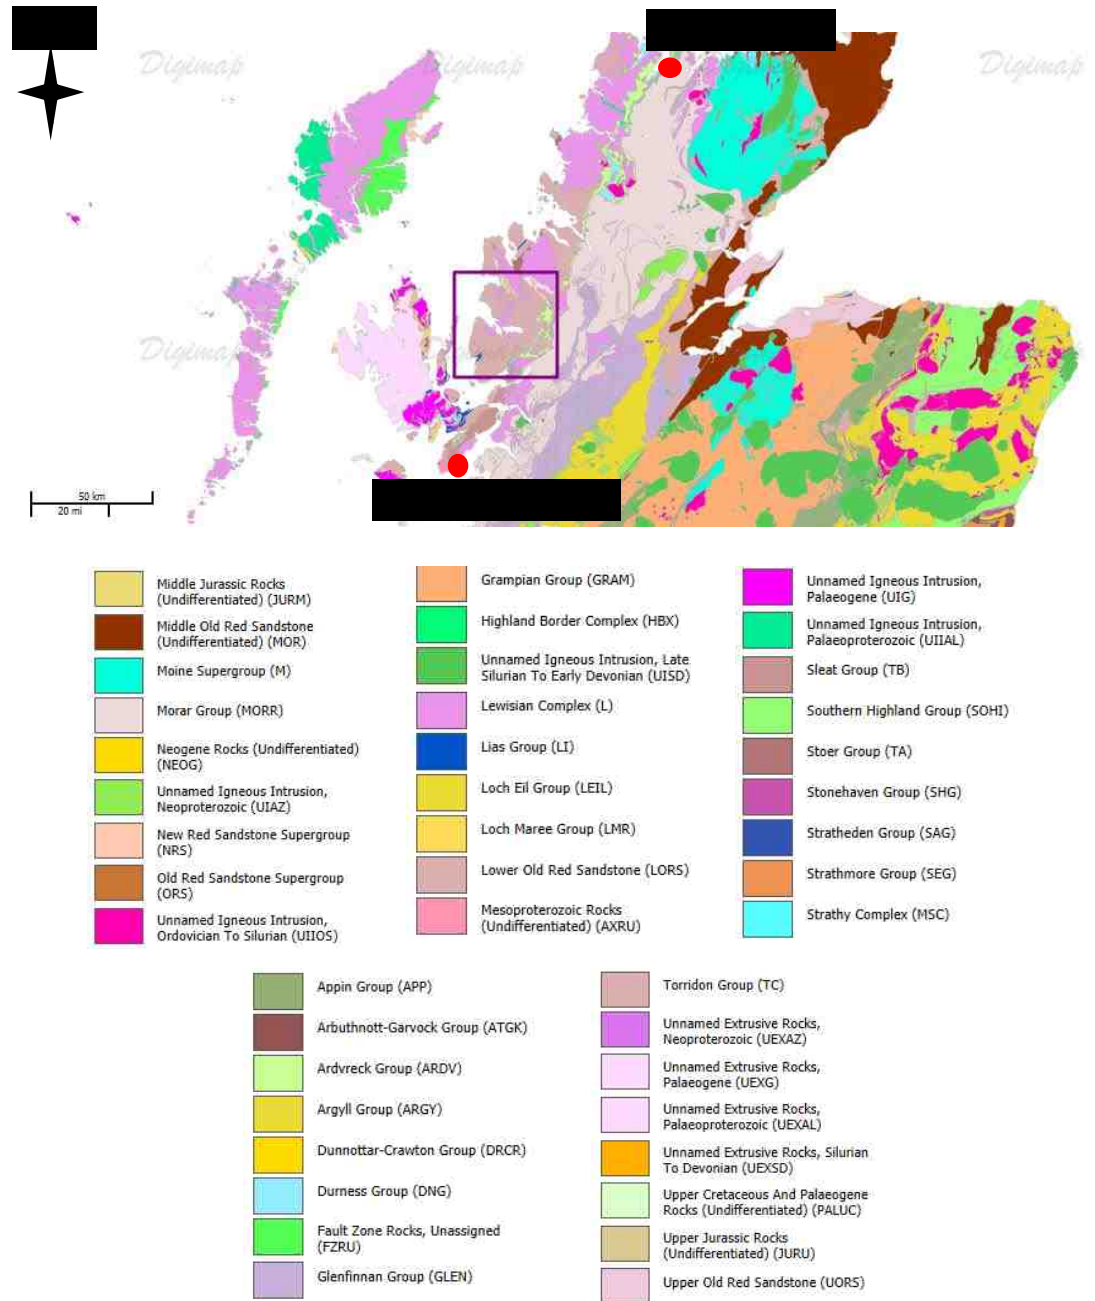 Digimap
Digimap
Digimap
Digimap
Digimap
Digimap
50 km
20 mi
Middle Jurassic Rocks
(Undifferentiated) (JURM)
Middle Old Red Sandstone
(Undifferentiated) (MOR)
Moine Supergroup (M)
Morar Group (MORR)
Neogene Rocks (Undifferentiated)
(NEOG)
Unnamed Igneous Intrusion,
Neoproterozoic (UIAZ)
New Red Sandstone Supergroup
(NRS)
Old Red Sandstone Supergroup
(ORS)
Unnamed Igneous Intrusion,
Ordovician To Silurian (UIIOS)
Grampian Group (GRAM)
Highland Border Complex (HBX)
Unnamed Igneous Intrusion, Late
Silurian To Early Devonian (UISD)
Lewisian Complex (L)
Lias Group (LI)
Loch Eil Group (LEIL)
Loch Maree Group (LMR)
Lower Old Red Sandstone (LORS)
Mesoproterozoic Rocks
(Undifferentiated) (AXRU)
Unnamed Igneous Intrusion,
Palaeogene (UIG)
Unnamed Igneous Intrusion,
Palaeoproterozoic (UIIAL)
Sleat Group (TB)
Southern Highland Group (SOHI)
Stoer Group (TA)
Stonehaven Group (SHG)
Stratheden Group (SAG)
Strathmore Group (SEG)
Strathy Complex (MSC)
Appin Group (APP)
Arbuthnott-Garvock Group (ATGK)
Ardvreck Group (ARDV)
Argyll Group (ARGY)
Dunnottar-Crawton Group (DRCR)
Durness Group (DNG)
Fault Zone Rocks, Unassigned
(FZRU)
Glenfinnan Group (GLEN)
Torridon Group (TC)
Unnamed Extrusive Rocks,
Neoproterozoic (UEXAZ)
Unnamed Extrusive Rocks,
Palaeogene (UEXG)
Unnamed Extrusive Rocks,
Palaeoproterozoic (UEXAL)
Unnamed Extrusive Rocks, Silurian
To Devonian (UEXSD)
Upper Cretaceous And Palaeogene
Rocks (Undifferentiated) (PALUC)
Upper Jurassic Rocks
(Undifferentiated) (JURU)
Upper Old Red Sandstone (UORS)